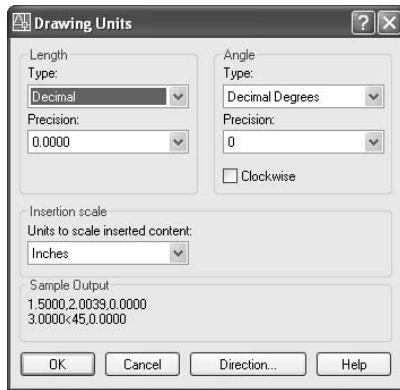 Drawing Units
Length
Type:
Decimal
Precision:
0.0000
Angle
Type:
Decimal Degrees
Precision:
0
Clockwise
Insertion scale
Units to scale inserted content:
Inches
Sample Output
1.5000,2.0039,0.0000
3.0000<45,0.0000
OK Cancel Direction... Help